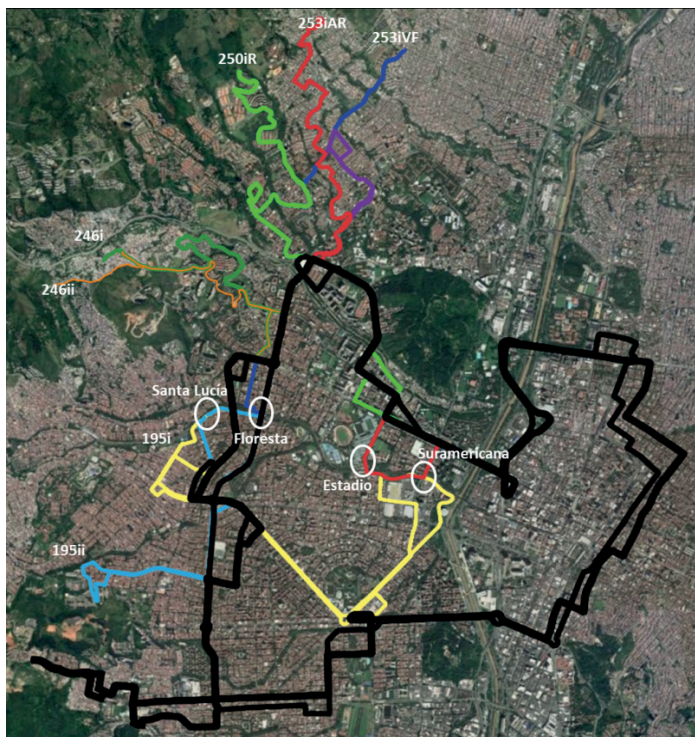 253iAR
253iVF
250iR
246i
246ii
Santa Lucía
195i
Floresta
Suramericana
Estadio
195ii